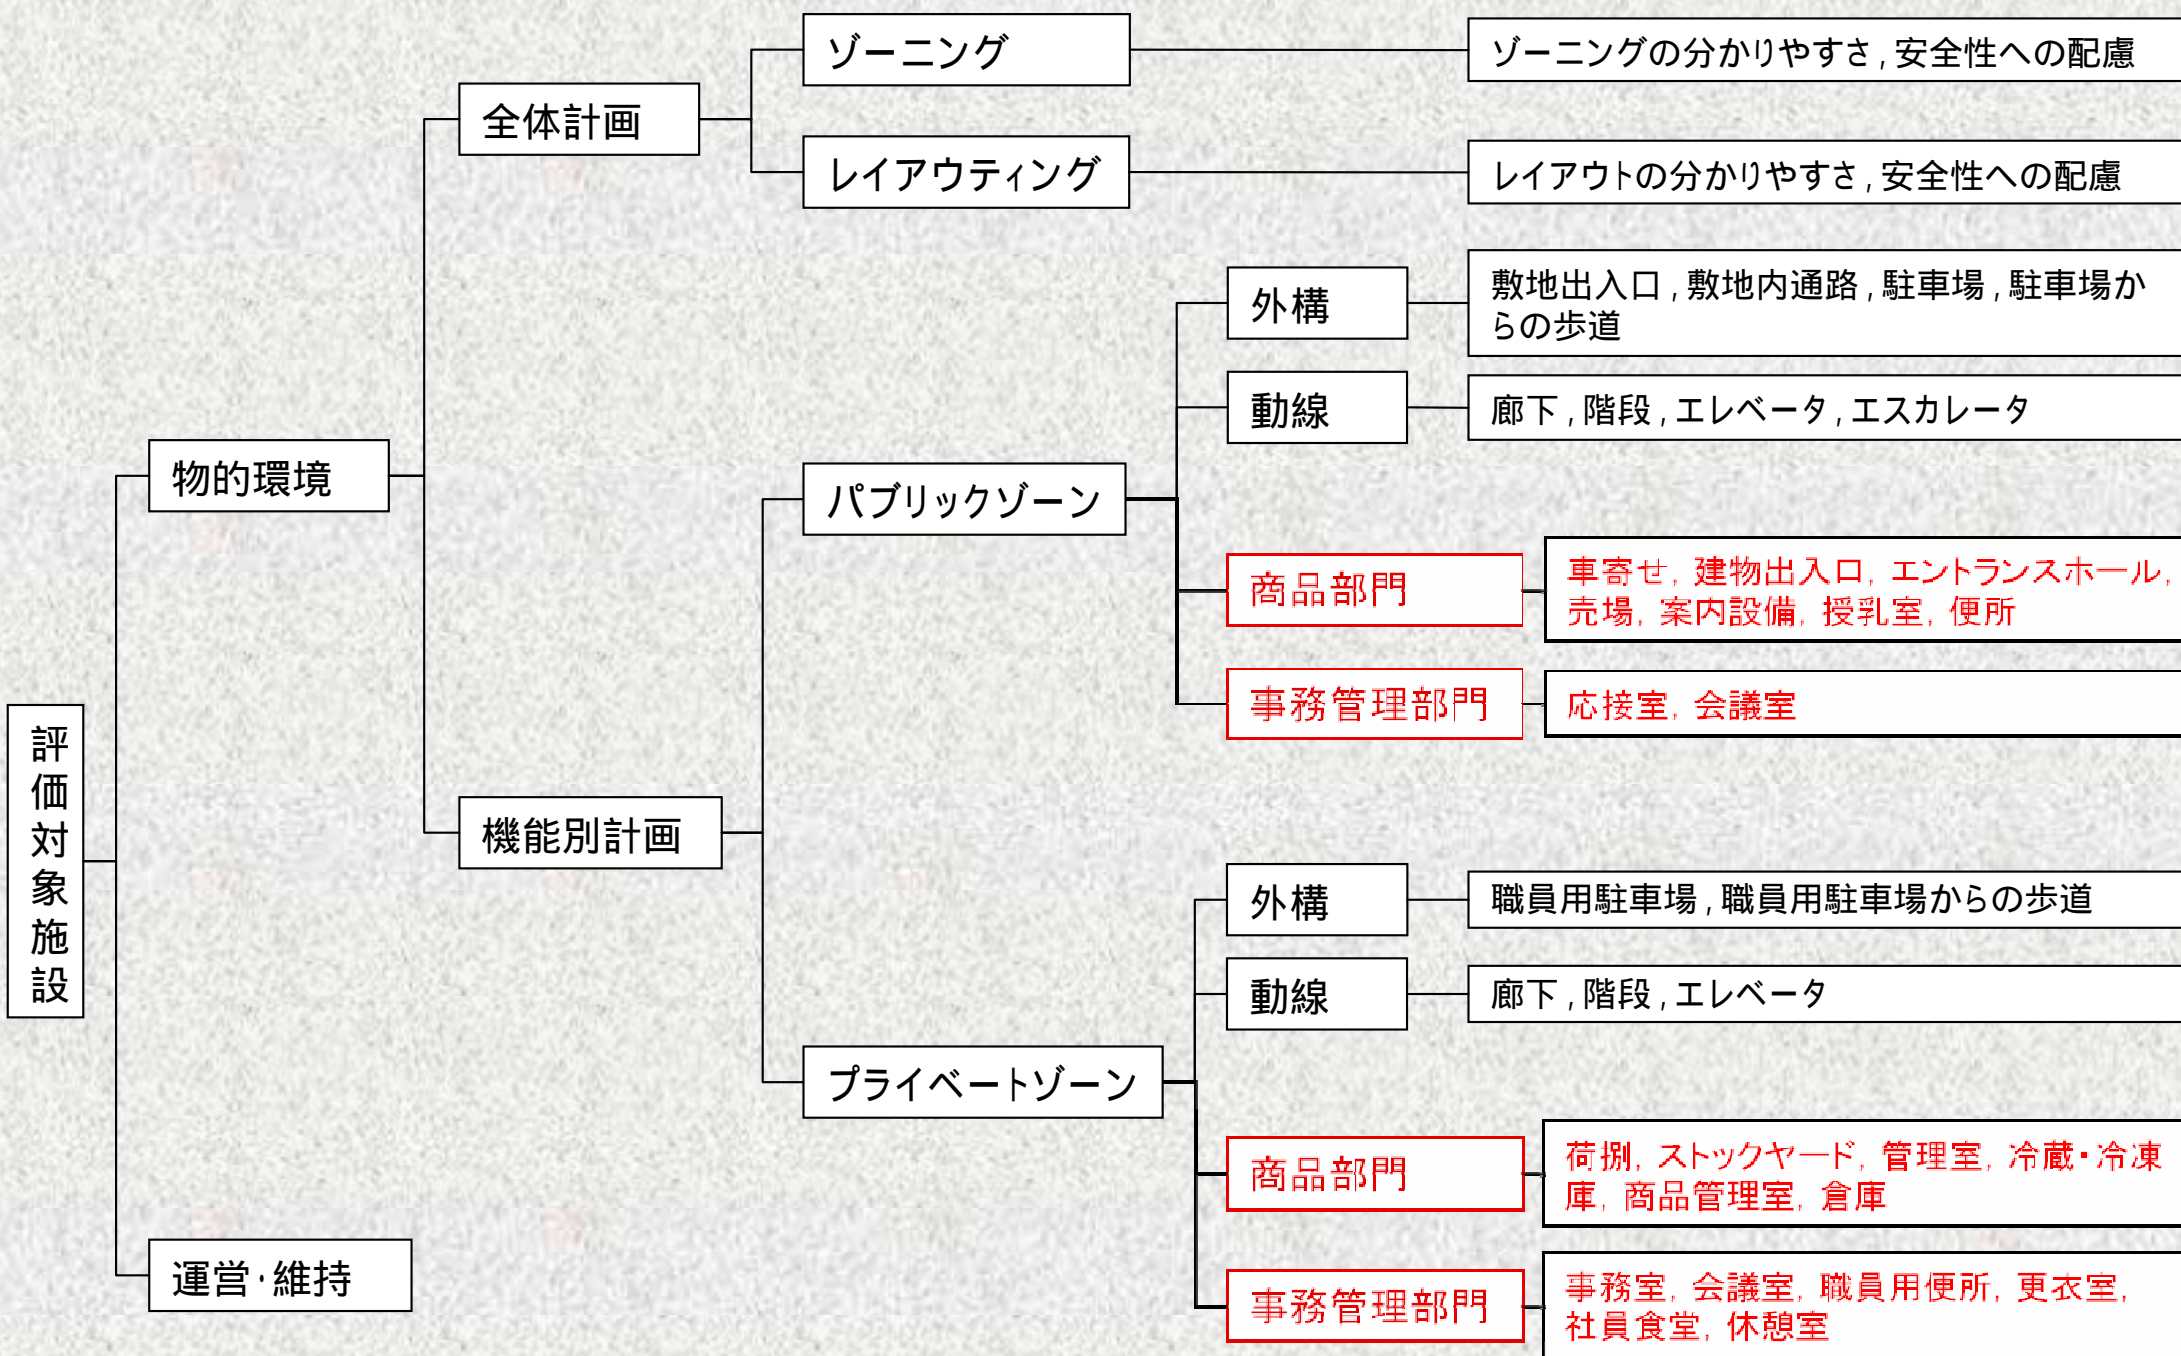 評価対象施設
物的環境
運営・維持
全体計画
機能別計画
ゾーニング
ゾーニングの分かりやすさ,安全性への配慮
レイアウティング
レイアウトの分かりやすさ,安全性への配慮
パブリックゾーン
外構
敷地出入口,敷地内通路,駐車場,駐車場か
らの歩道
動線
廊下,階段,エレベータ,エスカレータ
商品部門
車寄せ,建物出入口,エントランスホール,
売場,案内設備,授乳室,便所
事務管理部門
応接室,会議室
プライベートゾーン
外構
職員用駐車場,職員用駐車場からの歩道
動線
廊下,階段,エレベータ
商品部門
荷捌,ストックヤード,管理室,冷蔵・冷凍
庫,商品管理室,倉庫
事務管理部門
事務室,会議室,職員用便所,更衣室,
社員食堂,休憩室